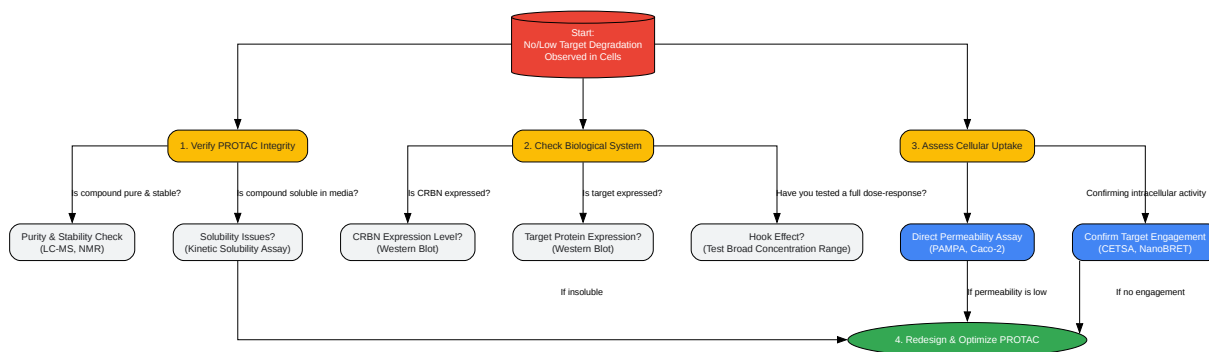 Start:
No/Low Target Degradation
Observed in Cells
1. Verify PROTAC Integrity
2. Check Biological System
3. Assess Cellular Uptake
Is compound pure & stable?
Is compound soluble in media?
Is CRBN expressed?
Is target expressed?
Have you tested a full dose-response?
Confirming intracellular activity
Purity & Stability Check
(LC-MS, NMR)
Solubility Issues?
(Kinetic Solubility Assay)
CRBN Expression Level?
(Western Blot)
Target Protein Expression?
(Western Blot)
Hook Effect?
(Test Broad Concentration Range)
Direct Permeability Assay
(PAMPA, Caco-2)
Confirm Target Engagement
(CETSA, NanoBRET)
If insoluble
If permeability is low
If no engagement
4. Redesign & Optimize PROTAC